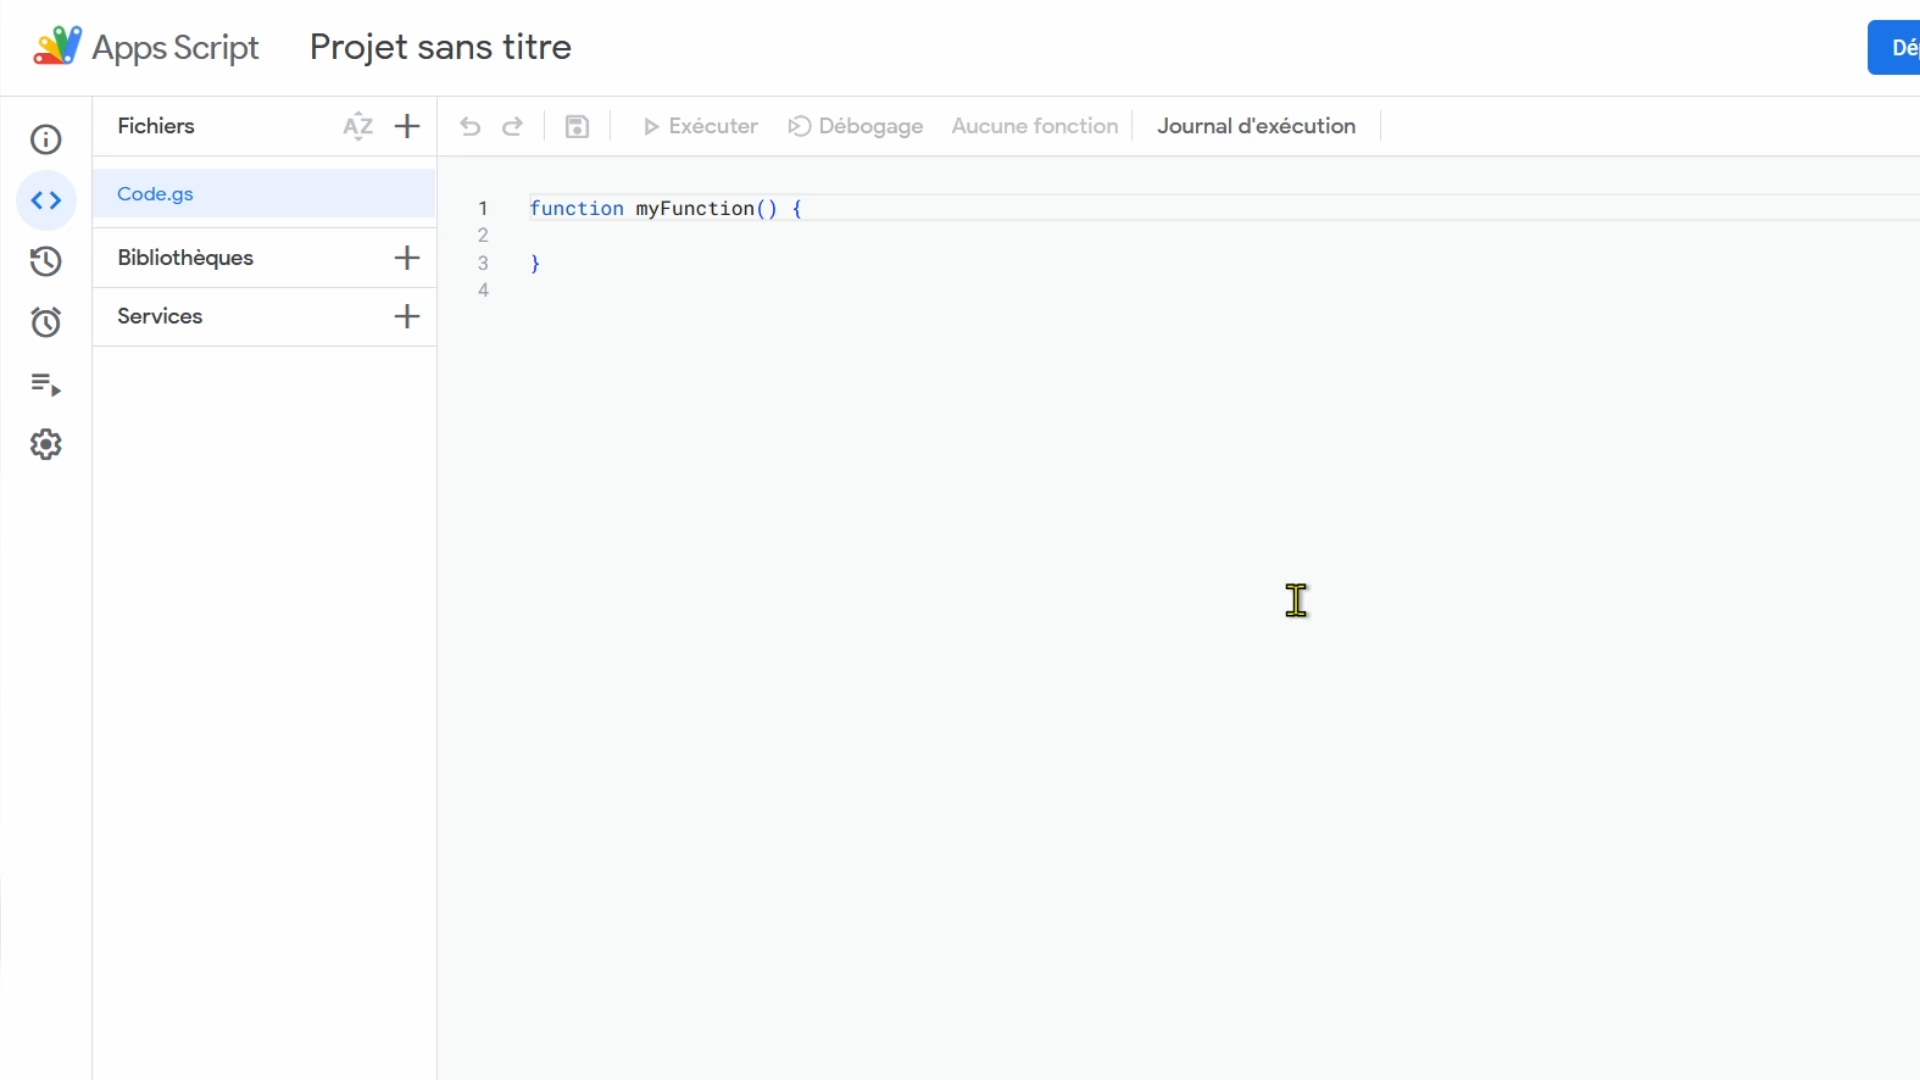 Apps Script Projet sans titre
Fichiers AZ Exécuter Débogage Aucune fonction Journal d'exécution
Code.gs
1 function myFunction() {
2
3 }
4
Bibliothèques
Services